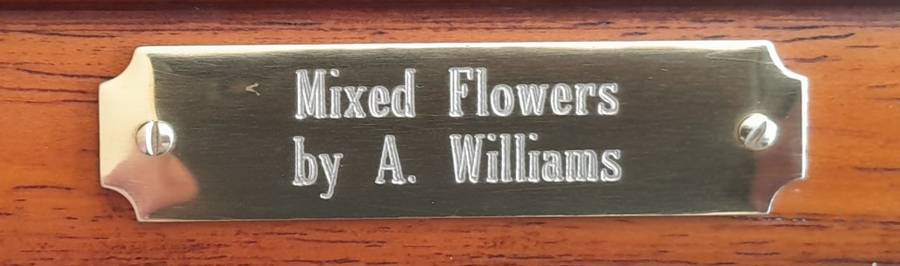 Mixed Flowers
by A. Williams